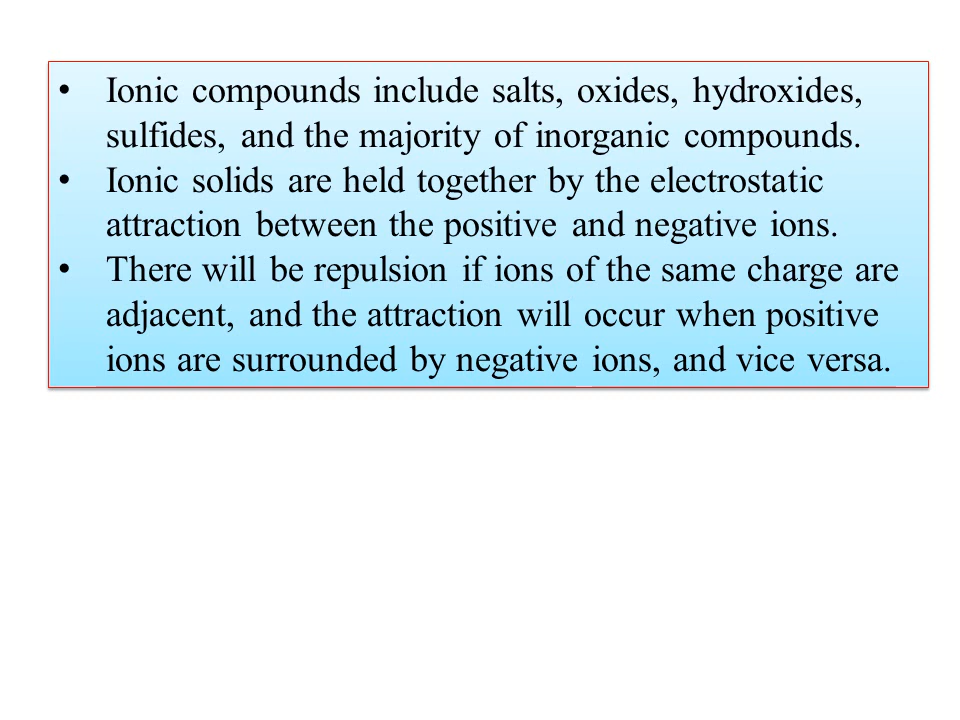 • Ionic compounds include salts, oxides, hydroxides,
sulfides, and the majority of inorganic compounds.
• Ionic solids are held together by the electrostatic
attraction between the positive and negative ions.
• There will be repulsion if ions of the same charge are
adjacent, and the attraction will occur when positive
ions are surrounded by negative ions, and vice versa.